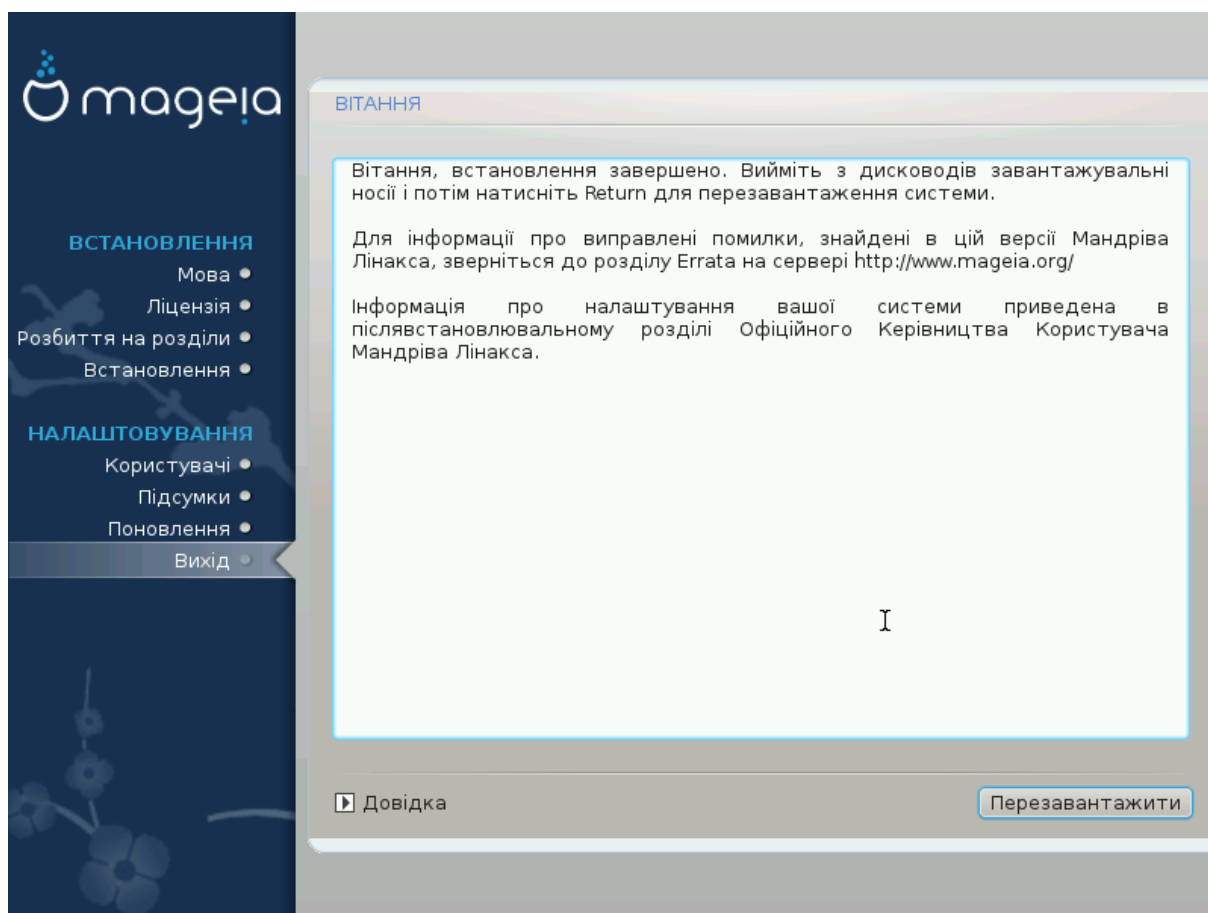 mageia
ВСТАНОВЛЕННЯ
Мова
Ліцензія
Розбиття на розділи
Встановлення
НАЛАШТОВУВАННЯ
Користувачі
Підсумки
Поновлення
Вихід
ВІТАННЯ
Вітання, встановлення завершено. Вийміть з дисководів завантажувальні
носії і потім натисніть Return для перезавантаження системи.
Для інформації про виправлені помилки, знайдені в цій версії Мандріва
Лінакса, зверніться до розділу Errata на сервері http://www.mageia.org/
Інформація про налаштування вашої системи приведена в
післявстановлювальному розділі Офіційного Керівництва Користувача
Мандріва Лінакса.
Довідка
Перезавантажити